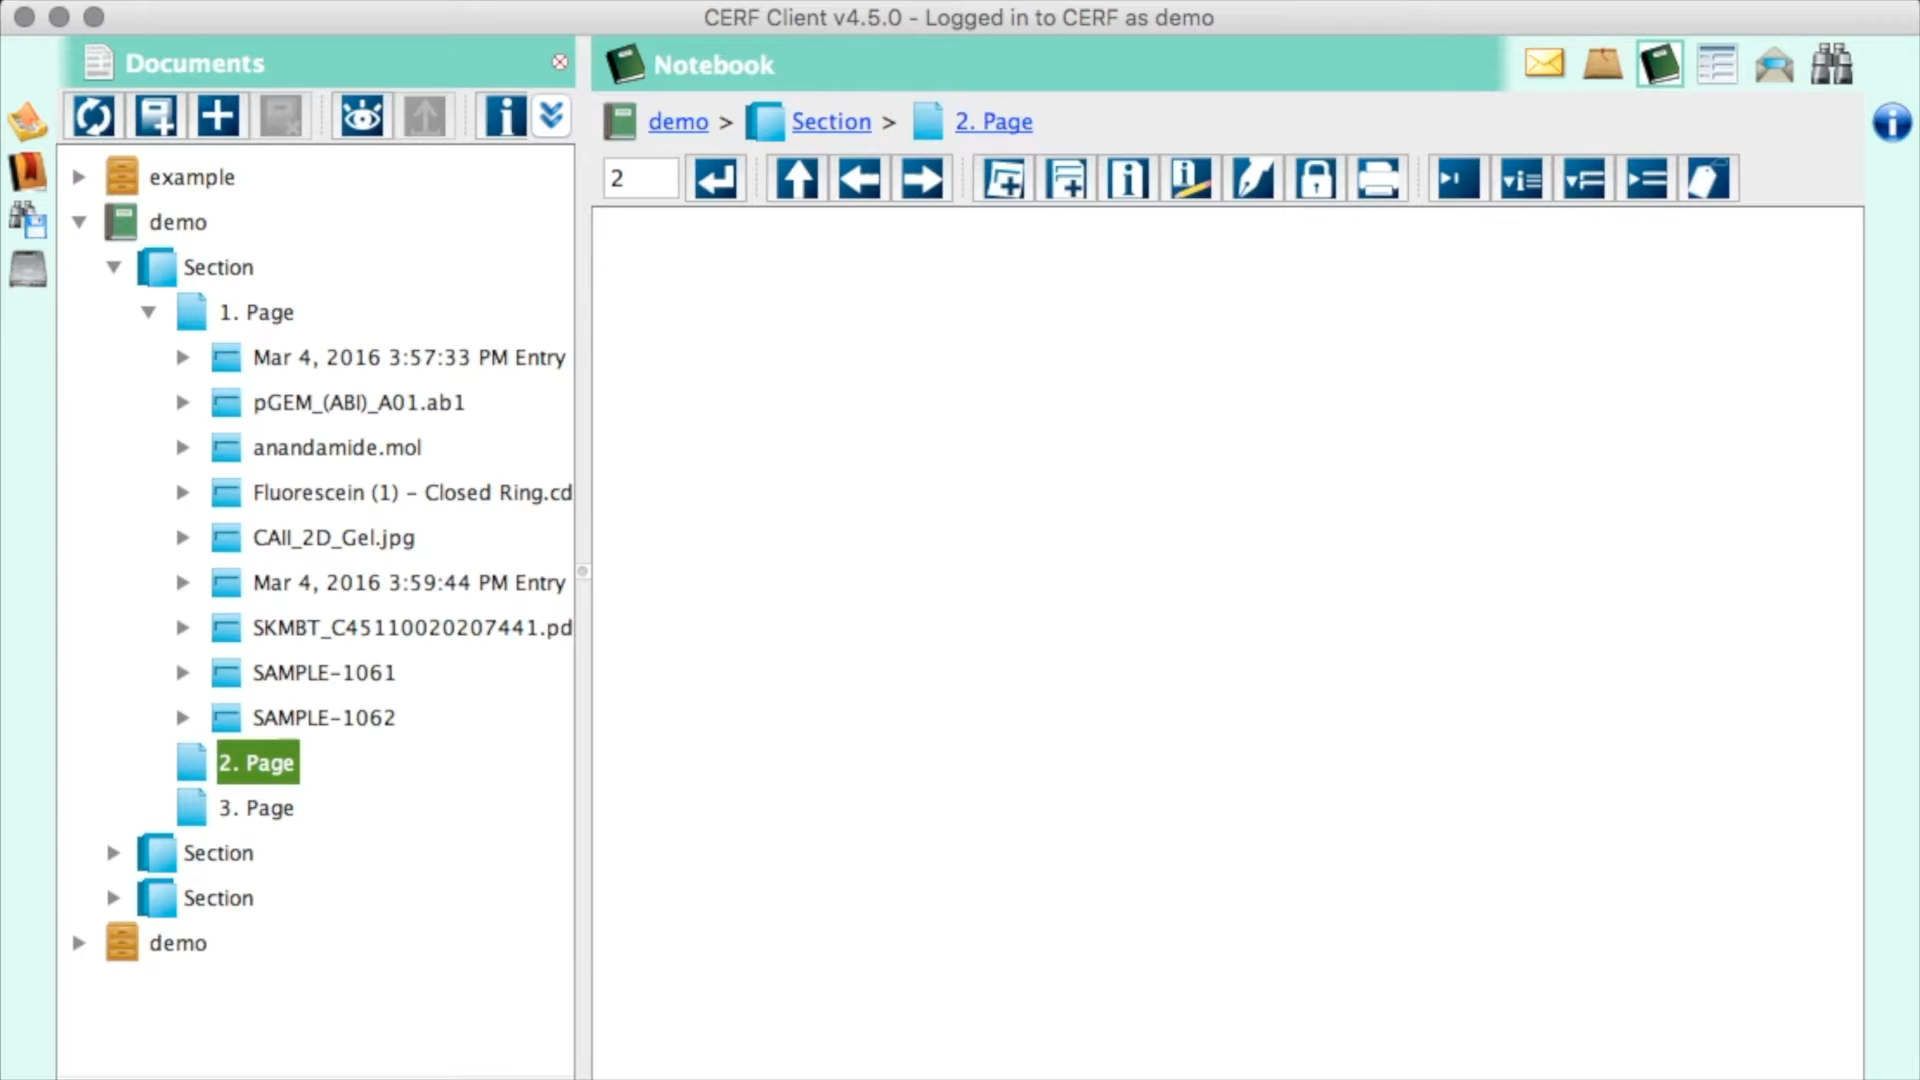 CERF Client v4.5.0 - Logged in to CERF as demo
Documents
Notebook
demo > Section > 2. Page
2
example
demo
Section
1. Page
Mar 4, 2016 3:57:33 PM Entry
pGEM_(ABI)_A01.ab1
anandamide.mol
Fluorescein (1) - Closed Ring.cd
CAII_2D_Gel.jpg
Mar 4, 2016 3:59:44 PM Entry
SKMBT_C45110020207441.pd
SAMPLE-1061
SAMPLE-1062
2. Page
3. Page
Section
Section
demo